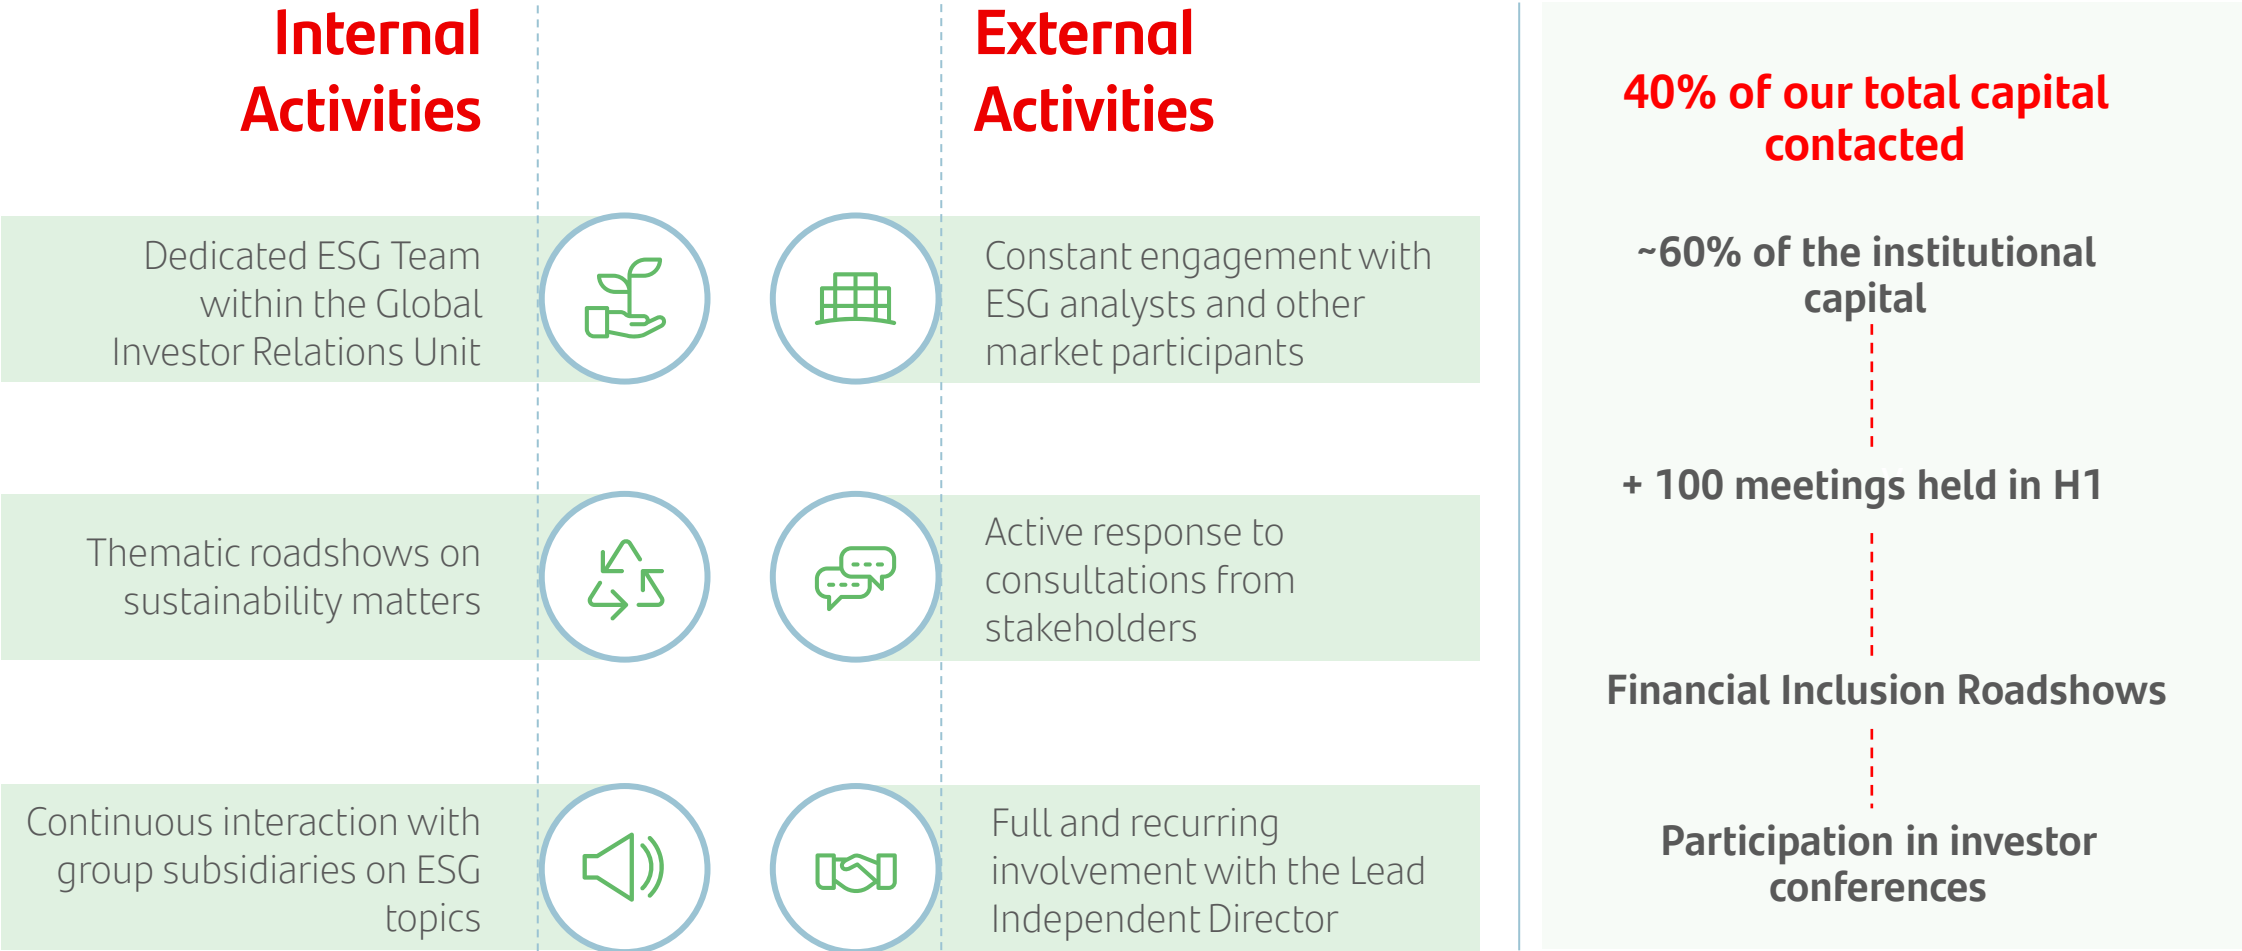 Internal
Activities
Dedicated ESG Team
within the Global
Investor Relations Unit
Thematic roadshows on
sustainability matters
Continuous interaction with
group subsidiaries on ESG
topics
External
Activities
Constant engagement with
ESG analysts and other
market participants
Active response to
consultations from
stakeholders
Full and recurring
involvement with the Lead
Independent Director
40% of our total capital
contacted
~60% of the institutional
capital
+ 100 meetings held in H1
Financial Inclusion Roadshows
Participation in investor
conferences